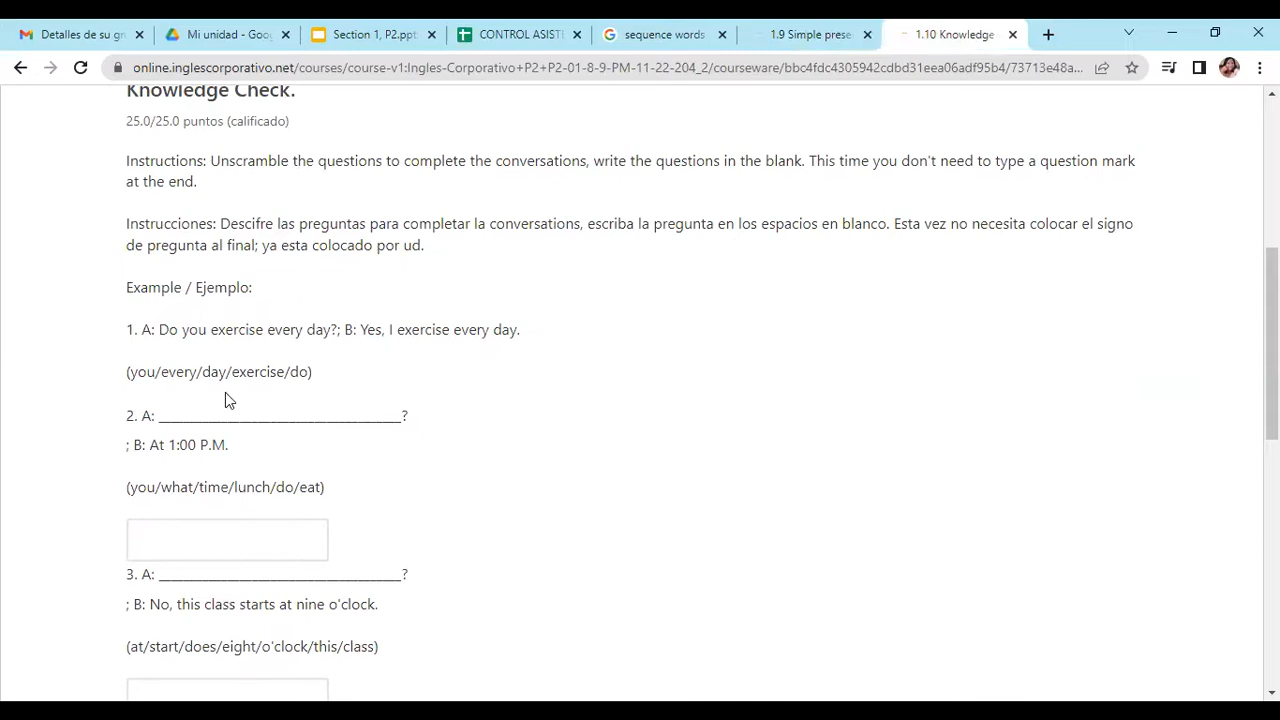 Detalles de su gr
Mi unidad - Goo
Section 1, P2.ppt
CONTROL ASIST
sequence words
1.9 Simple prese
1.10 Knowledge
online.inglescorporativo.net/courses/course-v1:Ingles-Corporativo+P2+P2-01-8-9-PM-11-22-204_2/courseware/bbc4fdc4305942cdbd31eea06adf95b4/73713e48a...
Knowledge Check.
25.0/25.0 puntos (calificado)
Instructions: Unscramble the questions to complete the conversations, write the questions in the blank. This time you don't need to type a question mark
at the end.
Instrucciones: Descifre las preguntas para completar la conversations, escriba la pregunta en los espacios en blanco. Esta vez no necesita colocar el signo
de pregunta al final; ya esta colocado por ud.
Example / Ejemplo:
1. A: Do you exercise every day?; B: Yes, I exercise every day.
(you/every/day/exercise/do)
2. A: ___________________________________?
; B: At 1:00 P.M.
(you/what/time/lunch/do/eat)
3. A: ___________________________________?
; B: No, this class starts at nine o'clock.
(at/start/does/eight/o'clock/this/class)